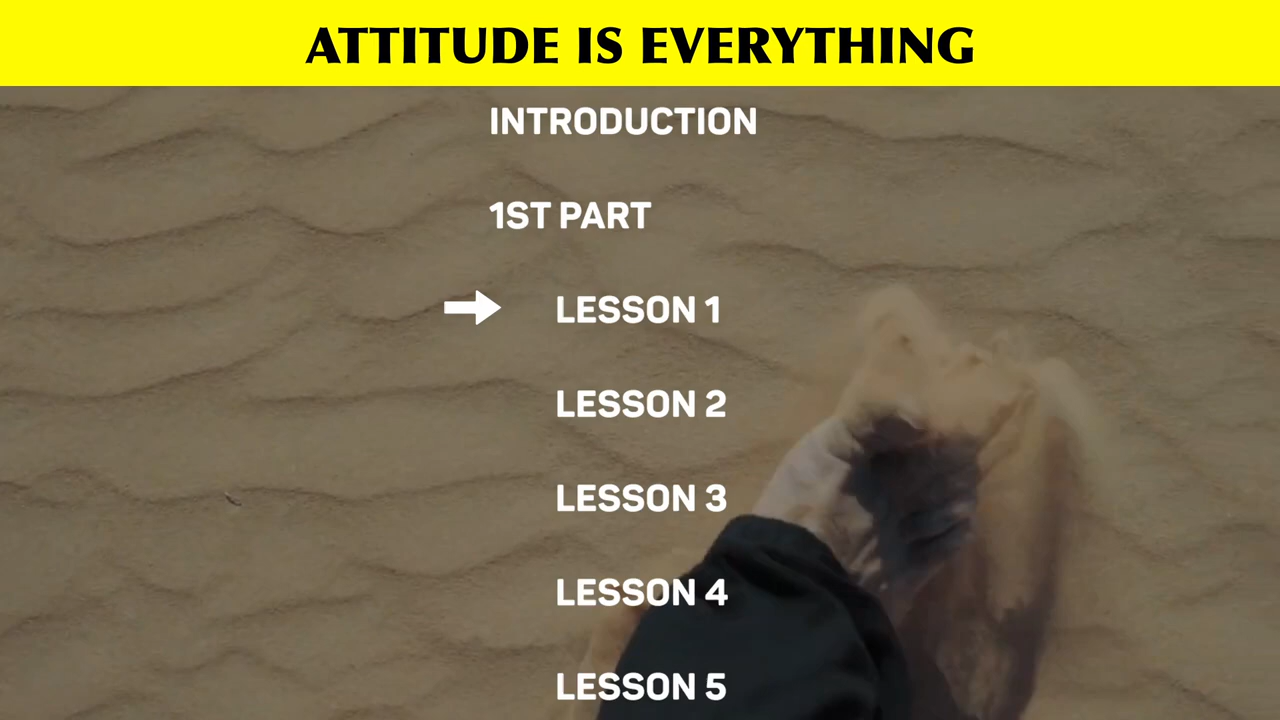 ATTITUDE IS EVERYTHING
INTRODUCTION
1ST PART
LESSON 1
LESSON 2
LESSON 3
LESSON 4
LESSON 5